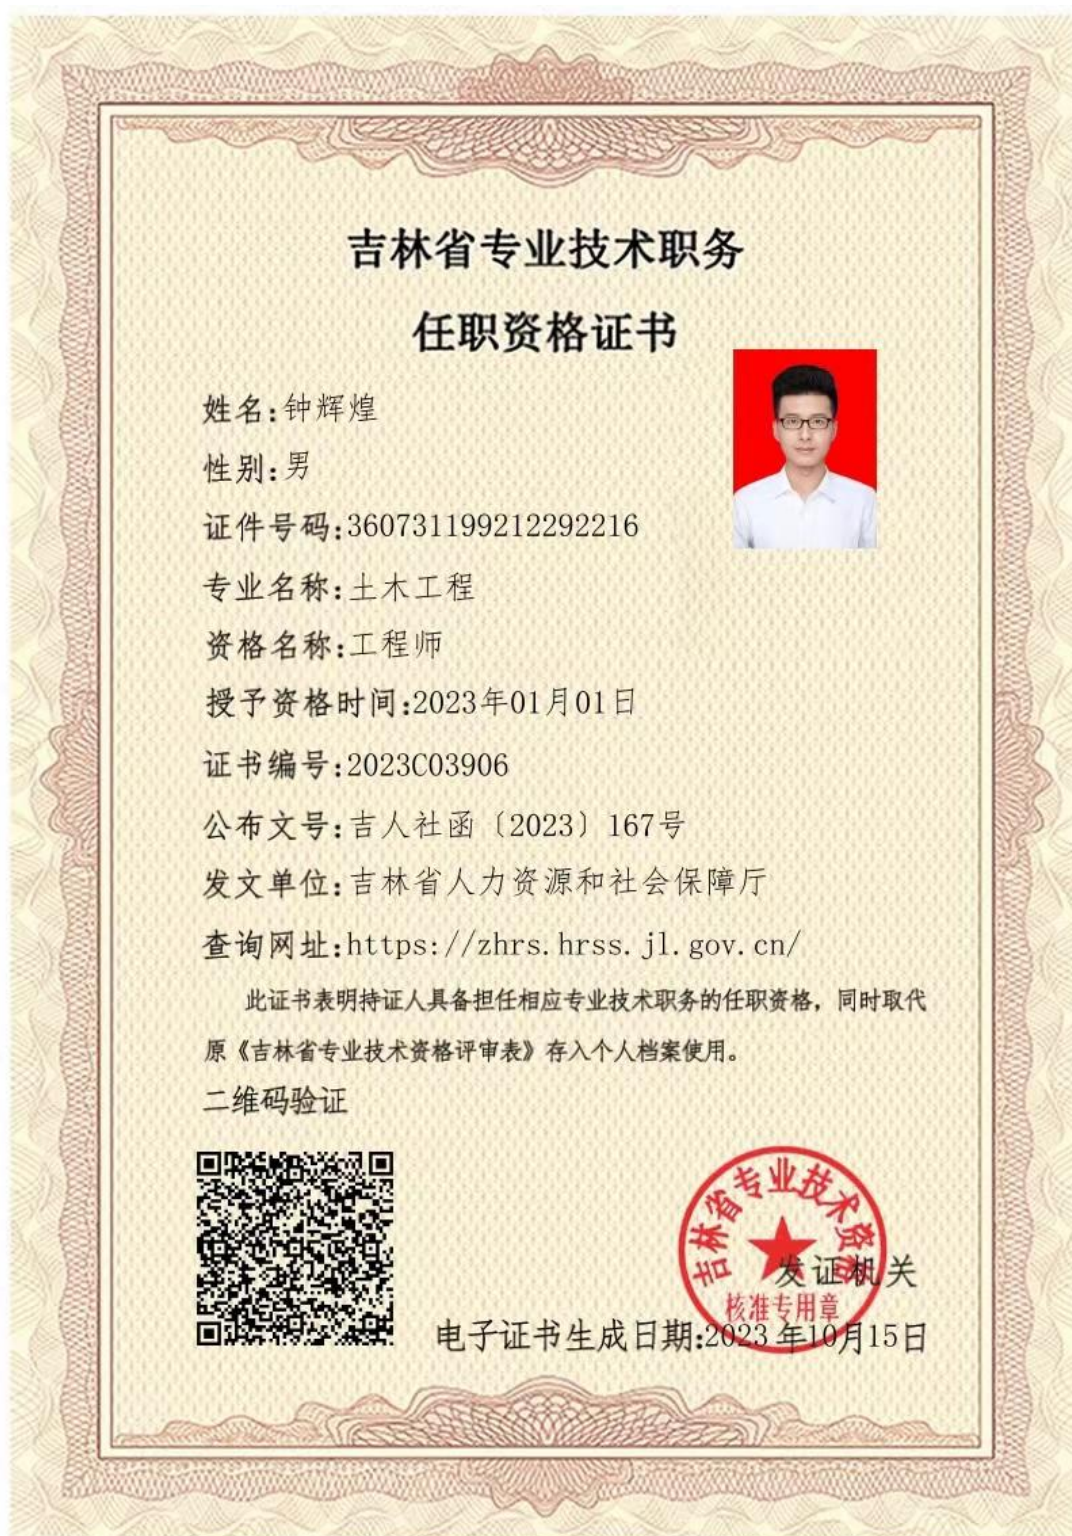 吉林省专业技术职务
任职资格证书
姓名:钟辉煌
性别:男
证件号码:360731199212292216
专业名称:土木工程
资格名称:工程师
授予资格时间:2023年01月01日
证书编号:2023C03906
公布文号:吉人社函〔2023〕167号
发文单位:吉林省人力资源和社会保障厅
查询网址:https://zhrs.hrss.jl.gov.cn/
此证书表明持证人具备担任相应专业技术职务的任职资格，同时取代
原《吉林省专业技术资格评审表》存入个人档案使用。
二维码验证
吉林省专业技术资格
发证机关
核准专用章
电子证书生成日期:2023年10月15日